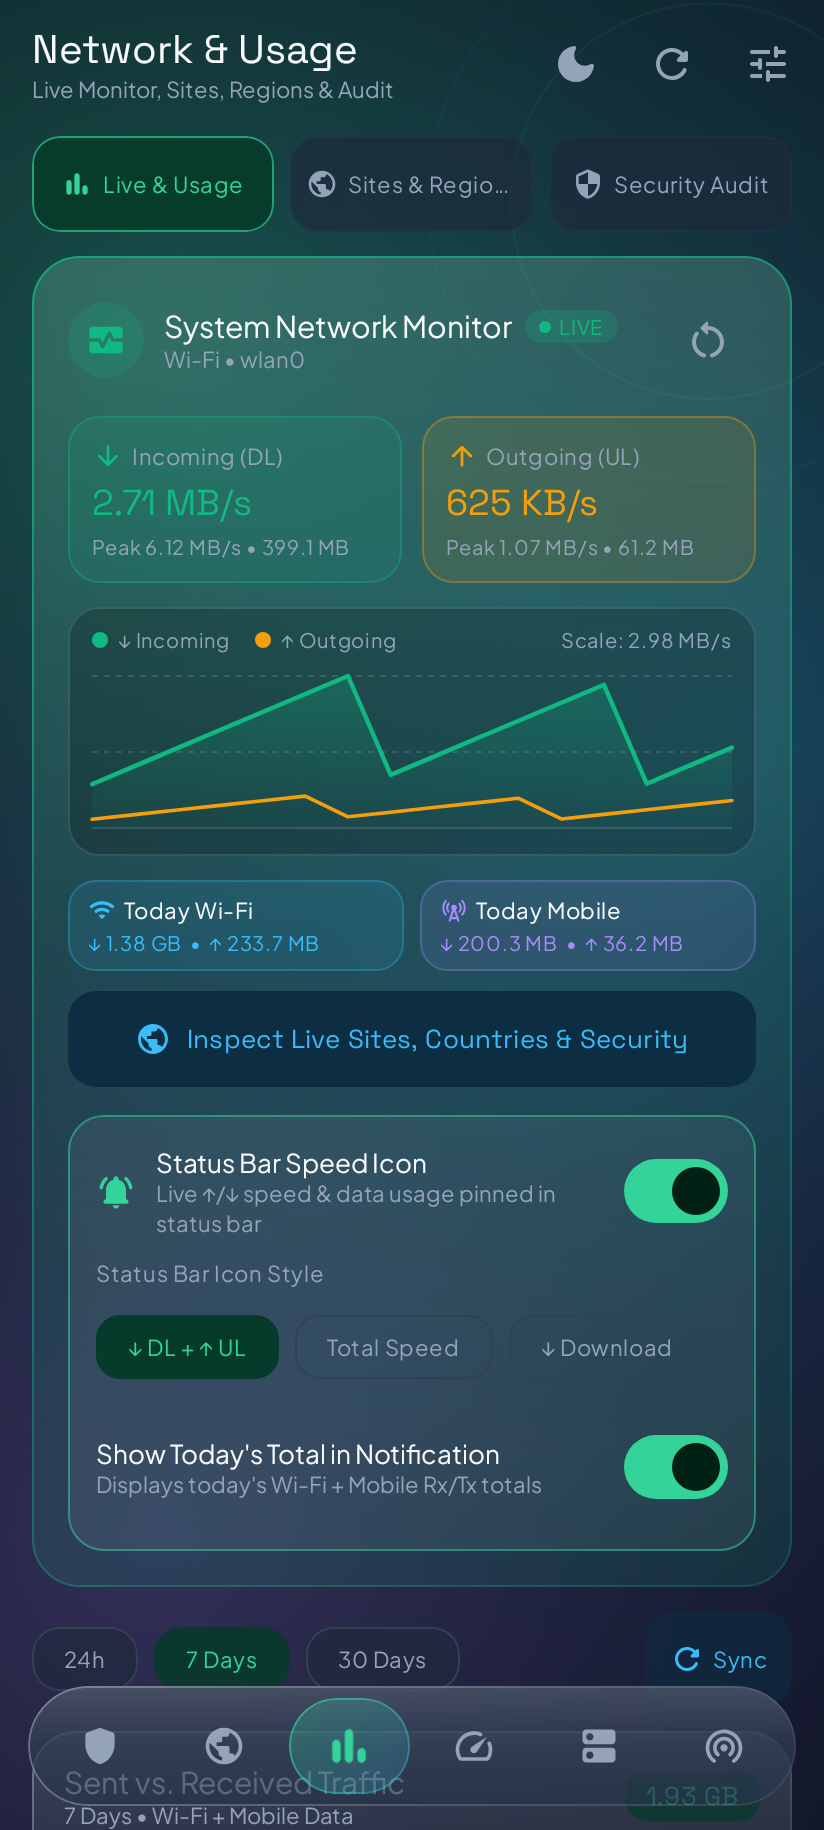 Network & Usage
Live Monitor, Sites, Regions & Audit
Live & Usage
Sites & Regio...
Security Audit
System Network Monitor
LIVE
Wi-Fi • wlan0
↓ Incoming (DL)
2.71 MB/s
Peak 6.12 MB/s • 399.1 MB
↑ Outgoing (UL)
625 KB/s
Peak 1.07 MB/s • 61.2 MB
↓ Incoming
↑ Outgoing
Scale: 2.98 MB/s
Today Wi-Fi
↓ 1.38 GB • ↑ 233.7 MB
Today Mobile
↓ 200.3 MB • ↑ 36.2 MB
Inspect Live Sites, Countries & Security
Status Bar Speed Icon
Live ↑/↓ speed & data usage pinned in
status bar
Status Bar Icon Style
↓ DL + ↑ UL
Total Speed
↓ Download
Show Today's Total in Notification
Displays today's Wi-Fi + Mobile Rx/Tx totals
24h
7 Days
30 Days
Sync
Sent vs. Received Traffic
1.93 GB
7 Days • Wi-Fi + Mobile Data